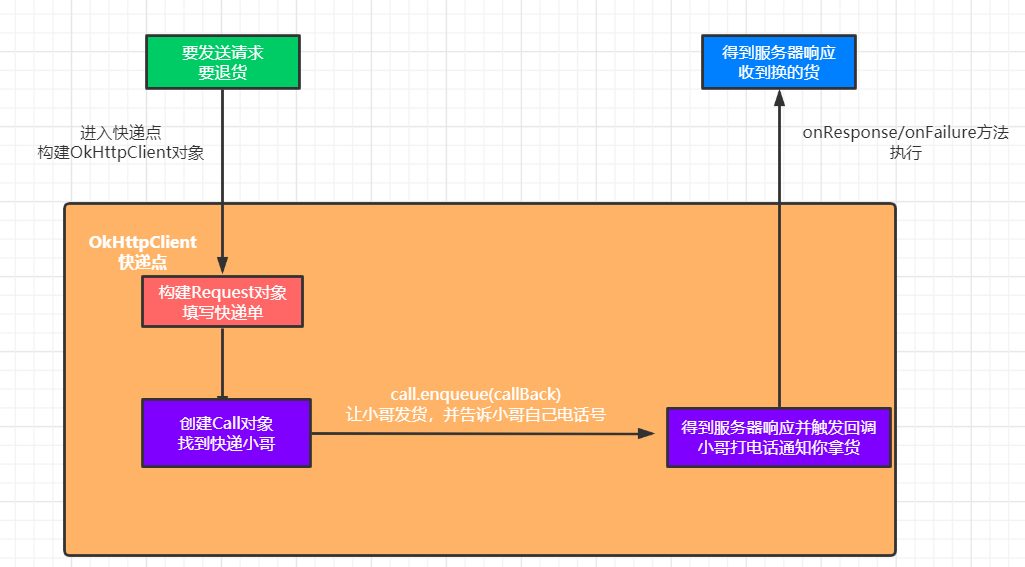 要发送请求
要退货
得到服务器响应
收到换的货
进入快递点
构建OkHttpClient对象
onResponse/onFailure方法
执行
OkHttpClient
快递点
构建Request对象
填写快递单
call.enqueue(callBack)
让小哥发货，并告诉小哥自己电话号
创建Call对象
找到快递小哥
得到服务器响应并触发回调
小哥打电话通知你拿货